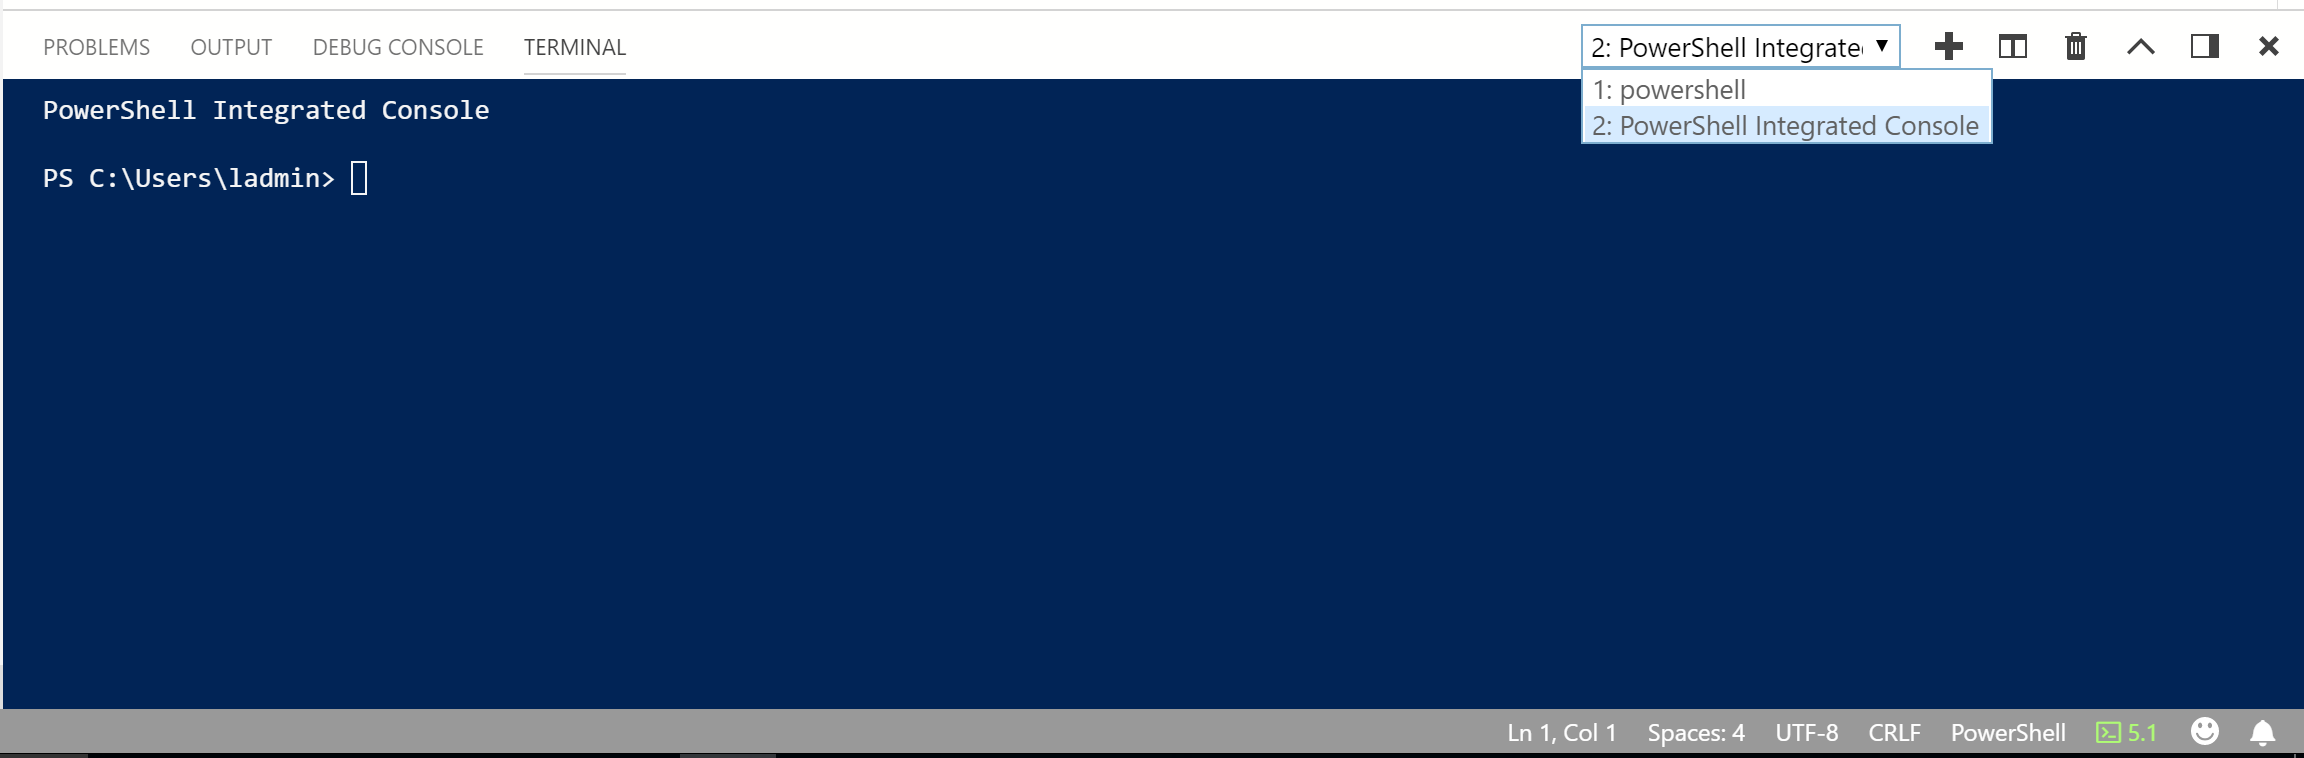 PROBLEMS OUTPUT DEBUG CONSOLE TERMINAL 2: PowerShell Integrate
1: powershell
2: PowerShell Integrated Console
PowerShell Integrated Console
PS C:\Users\ladmin>
Ln 1, Col 1 Spaces: 4 UTF-8 CRLF PowerShell 5.1